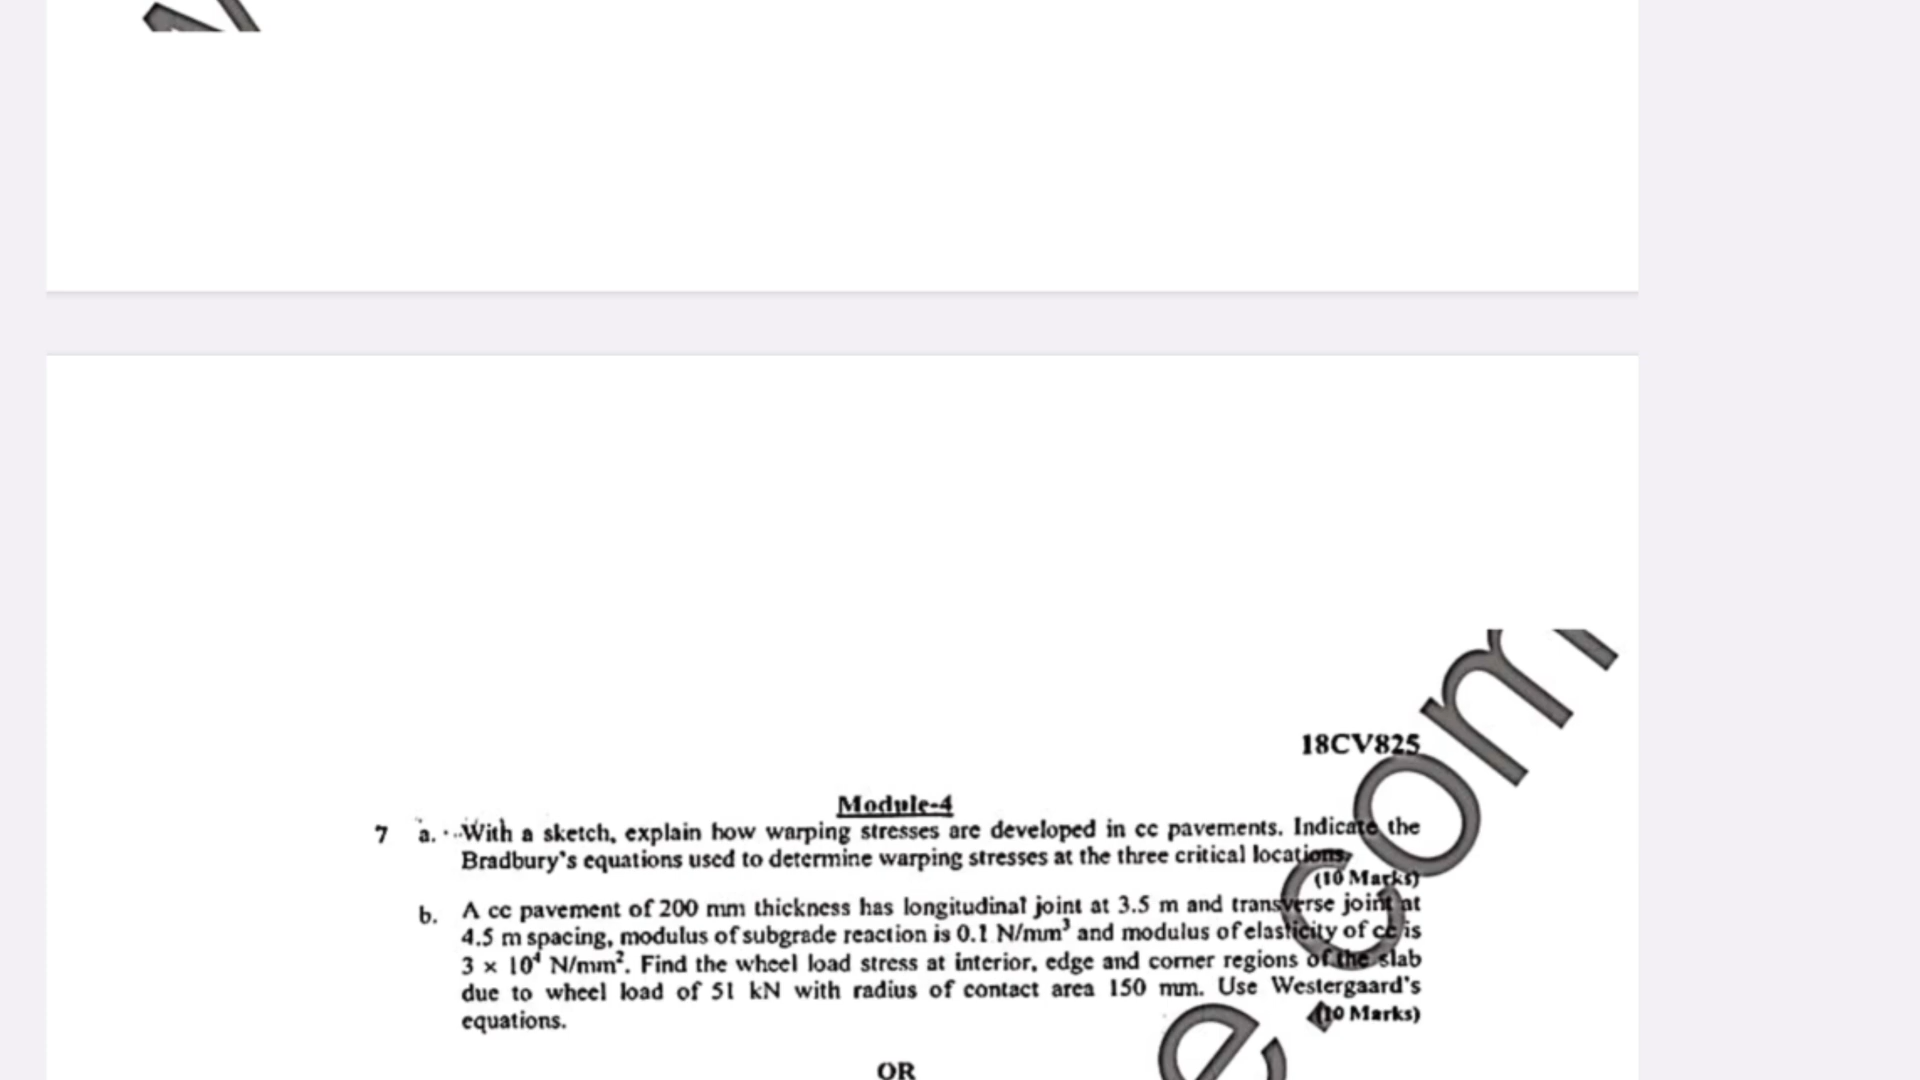 18CV825
Module-4
7 a. With a sketch, explain how warping stresses are developed in cc pavements. Indicate the
Bradbury's equations used to determine warping stresses at the three critical locations.
(10 Marks)
b. A cc pavement of 200 mm thickness has longitudinal joint at 3.5 m and transverse joint at
4.5 m spacing, modulus of subgrade reaction is 0.1 N/mm³ and modulus of elasticity of cc is
3 × 10⁴ N/mm². Find the wheel load stress at interior, edge and corner regions of the slab
due to wheel load of 51 kN with radius of contact area 150 mm. Use Westergaard's
equations.
(10 Marks)
OR
e.com